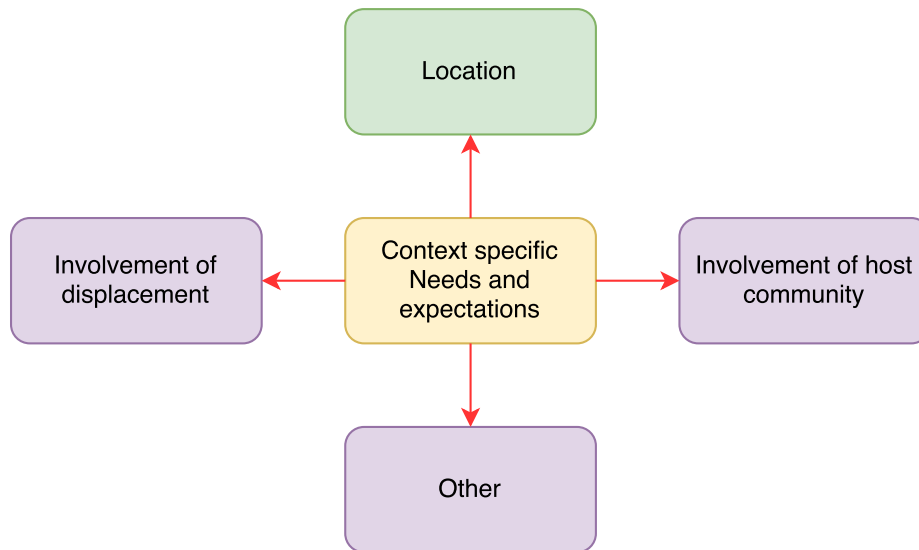 Location
Involvement of
displacement
Context specific
Needs and
expectations
Involvement of host
community
Other